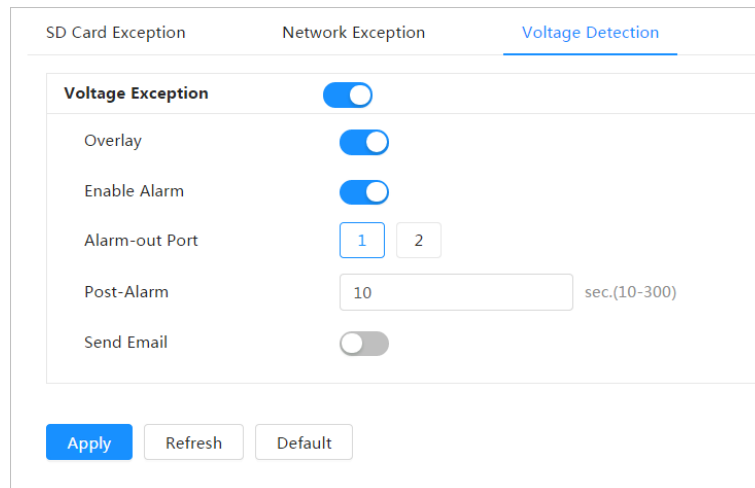 SD Card Exception Network Exception Voltage Detection
Voltage Exception
Overlay
Enable Alarm
Alarm-out Port 1 2
Post-Alarm 10 sec.(10-300)
Send Email
Apply Refresh Default